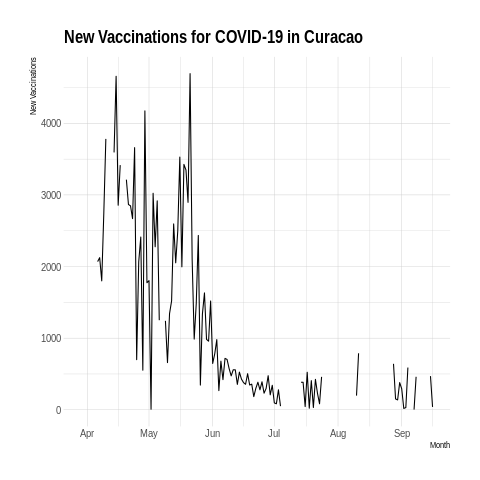 New Vaccinations for COVID-19 in Curacao
New Vaccinations
4000
3000
2000
1000
0
Apr May Jun Jul Aug Sep
Month